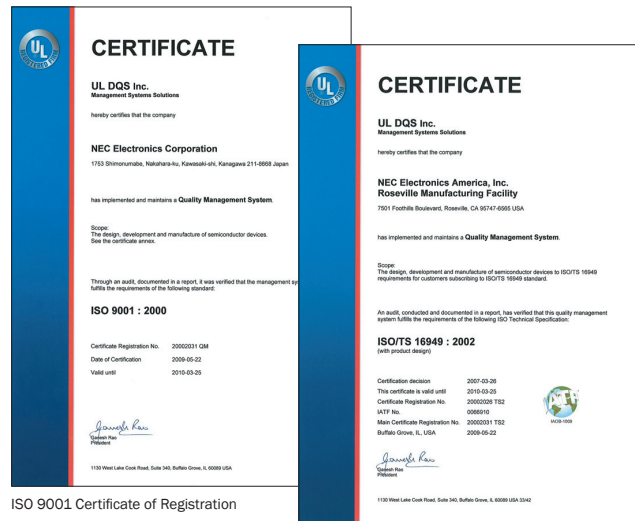 UL
REGISTERED FIRM
CERTIFICATE
UL DQS Inc.
Management Systems Solutions
hereby certifies that the company
NEC Electronics Corporation
1753 Shimonumabe, Nakahara-ku, Kawasaki-shi, Kanagawa 211-8668 Japan
has implemented and maintains a Quality Management System.
Scope:
The design, development and manufacture of semiconductor devices.
See the certificate annex.
Through an audit, documented in a report, it was verified that the management sy
fulfills the requirements of the following standard:
ISO 9001 : 2000
Certificate Registration No. 20002031 QM
Date of Certification 2009-05-22
Valid until 2010-03-25
Ganesh Rao
Ganesh Rao
President
1130 West Lake Cook Road, Suite 340, Buffalo Grove, IL 60089 USA
ISO 9001 Certificate of Registration
UL
REGISTERED FIRM
CERTIFICATE
UL DQS Inc.
Management Systems Solutions
hereby certifies that the company
NEC Electronics America, Inc.
Roseville Manufacturing Facility
7501 Foothills Boulevard, Roseville, CA 95747-6565 USA
has implemented and maintains a Quality Management System.
Scope:
The design, development and manufacture of semiconductor devices to ISO/TS 16949
requirements for customers subscribing to ISO/TS 16949 standard.
An audit, conducted and documented in a report, has verified that this quality management
system fulfills the requirements of the following ISO Technical Specification:
ISO/TS 16949 : 2002
(with product design)
Certification decision 2007-03-26
This certificate is valid until 2010-03-25
Certificate Registration No. 20002026 TS2
IATF No. 0066910
Main Certificate Registration No. 20002031 TS2
Buffalo Grove, IL, USA 2009-05-22
Ganesh Rao
Ganesh Rao
President
1130 West Lake Cook Road, Suite 340, Buffalo Grove, IL 60089 USA 33/42